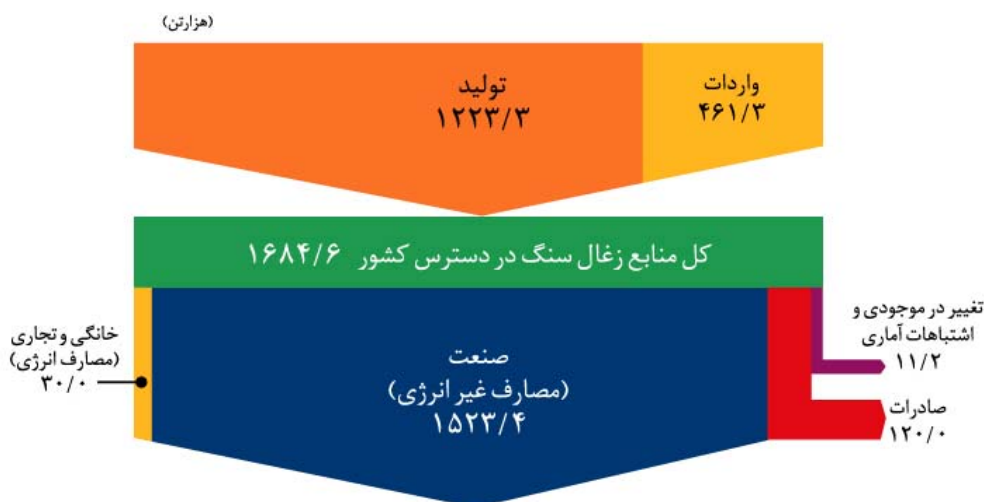 (هزارتن)
واردات
۴۶۱/۳
تولید
۱۲۲۳/۳
کل منابع زغال سنگ در دسترس کشور ۱۶۸۴/۶
تغییر در موجودی و
اشتباهات آماری
۱۱/۲
صادرات
۱۲۰/۰
صنعت
(مصارف غیر انرژی)
۱۵۲۳/۴
خانگی و تجاری
(مصارف انرژی)
۳۰/۰